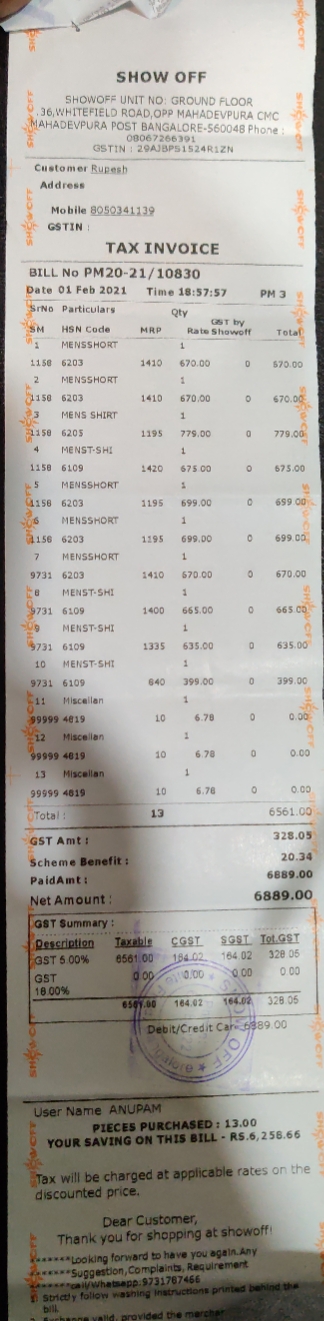 SHOW OFF
SHOWOFF UNIT NO: GROUND FLOOR
,36,WHITEFIELD ROAD,OPP MAHADEVPURA CMC
MAHADEVPURA POST BANGALORE-560048 Phone :
08067266391
GSTIN : 29AJBPS1524R1ZN
Customer Rupesh
Address
Mobile 8050341139
GSTIN :
TAX INVOICE
BILL No PM20-21/10830
Date 01 Feb 2021 Time 18:57:57 PM 3
SrNo Particulars Qty
SM HSN Code MRP Rate GST by Showoff Total
1 MENSSHORT 1
1158 6203 1410 670.00 0 670.00
2 MENSSHORT 1
1158 6203 1410 670.00 0 670.00
3 MENS SHIRT 1
1158 6205 1195 779.00 0 779.00
4 MENST-SHI 1
1158 6109 1420 675.00 0 675.00
5 MENSSHORT 1
1158 6203 1195 699.00 0 699.00
6 MENSSHORT 1
1158 6203 1195 699.00 0 699.00
7 MENSSHORT 1
9731 6203 1410 670.00 0 670.00
8 MENST-SHI 1
9731 6109 1400 665.00 0 665.00
9 MENST-SHI 1
9731 6109 1335 635.00 0 635.00
10 MENST-SHI 1
9731 6109 840 399.00 0 399.00
11 Miscellan 1
99999 4819 10 6.78 0 0.00
12 Miscellan 1
99999 4819 10 6.78 0 0.00
13 Miscellan 1
99999 4819 10 6.78 0 0.00
Total : 13 6561.00
GST Amt : 328.05
Scheme Benefit : 20.34
PaidAmt : 6889.00
Net Amount : 6889.00
GST Summary :
Description Taxable CGST SGST Tot.GST
GST 5.00% 6561.00 164.02 164.02 328.05
GST 0.00 0.00 0.00 0.00
18.00%
6561.00 164.02 164.02 328.05
Debit/Credit Car 6889.00
User Name ANUPAM
PIECES PURCHASED : 13.00
YOUR SAVING ON THIS BILL - RS.6,258.66
Tax will be charged at applicable rates on the
discounted price.
Dear Customer,
Thank you for shopping at showoff!
*******Looking forward to have you again.Any
*******Suggestion,Complaints, Requirement
*******call/Whatsapp:9731767466
Strictly follow washing instructions printed behind the
bill.
Exchange valid, provided the